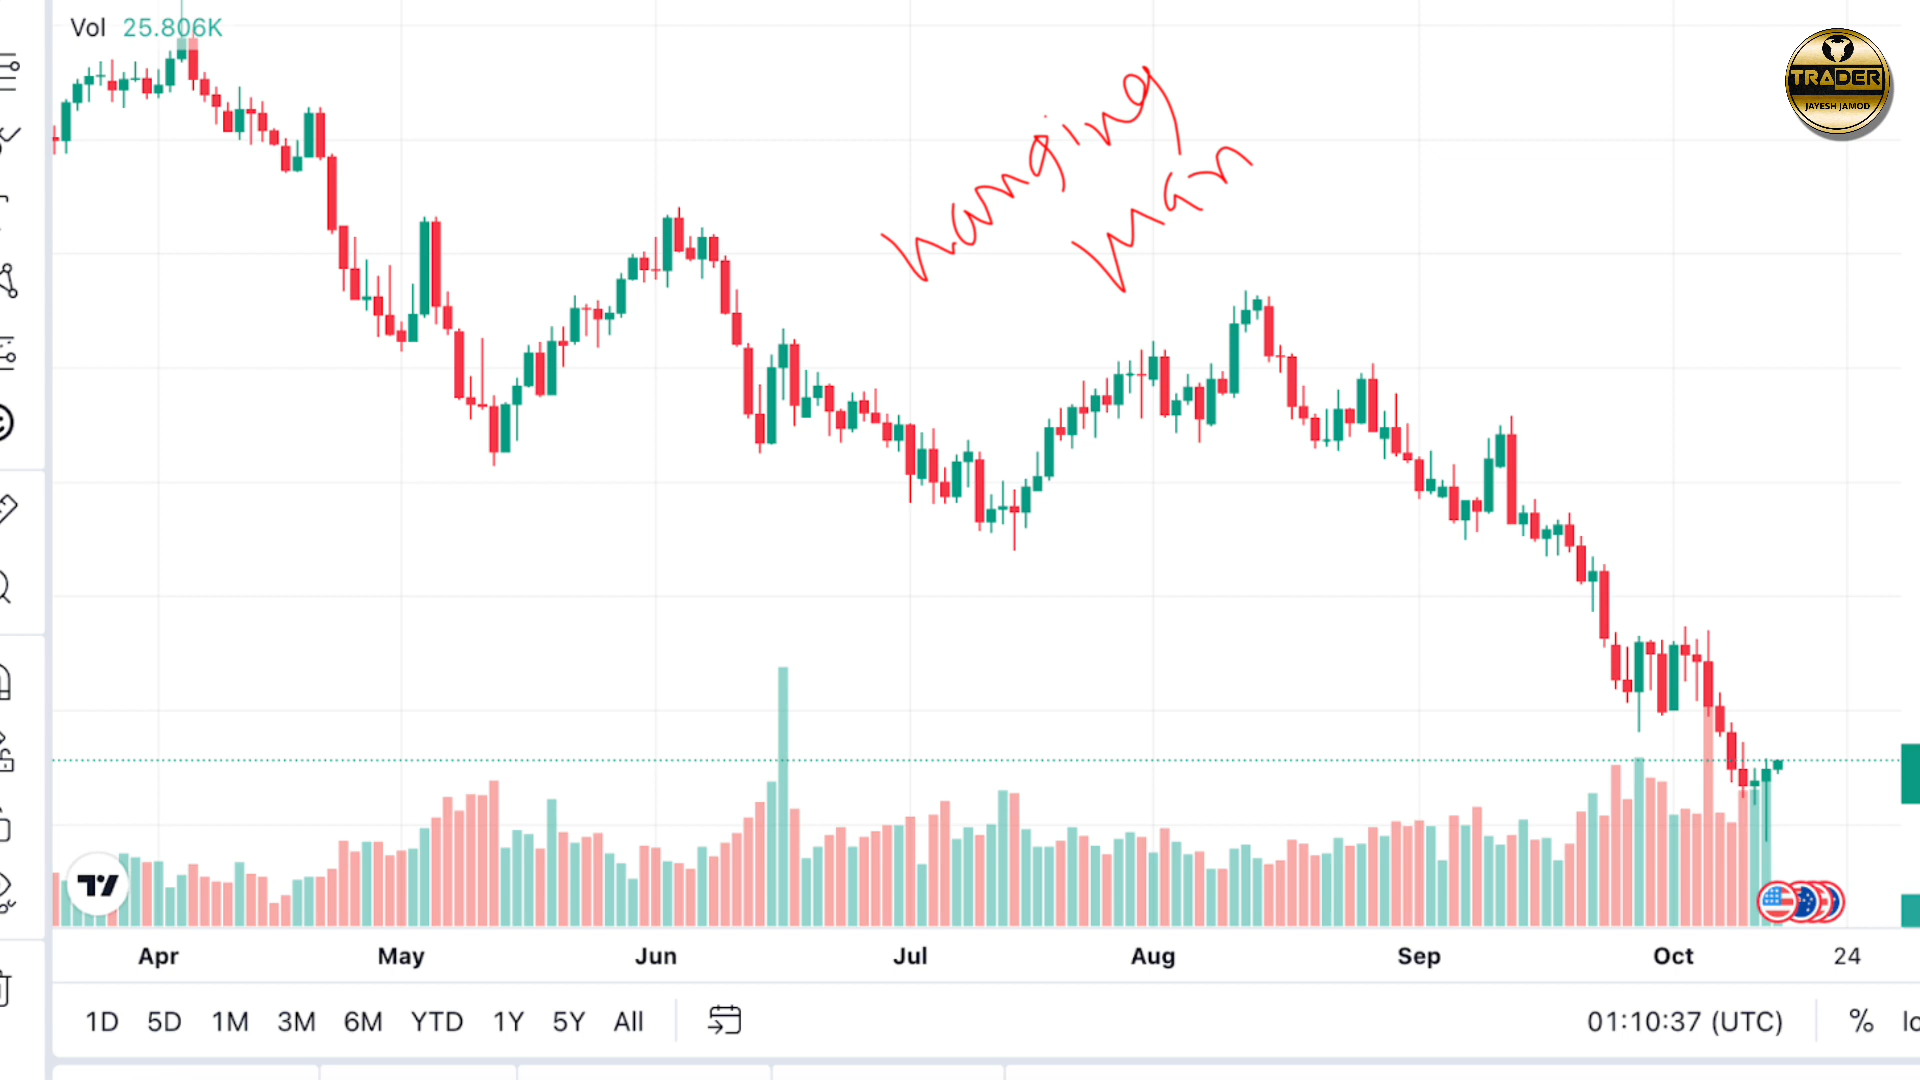 Vol 25.806K
TRADER
JAYESH JAMOD
hanging
man
TV
Apr May Jun Jul Aug Sep Oct 24
1D 5D 1M 3M 6M YTD 1Y 5Y All 01:10:37 (UTC) %